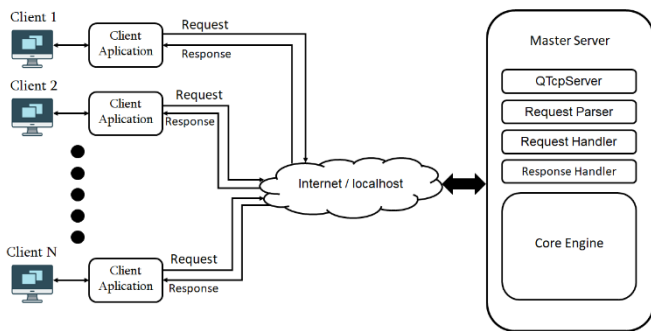 Client 1
Client
Aplication
Request
Response
Client 2
Client
Aplication
Request
Response
Client N
Client
Aplication
Request
Response
Internet / localhost
Master Server
QTcpServer
Request Parser
Request Handler
Response Handler
Core Engine